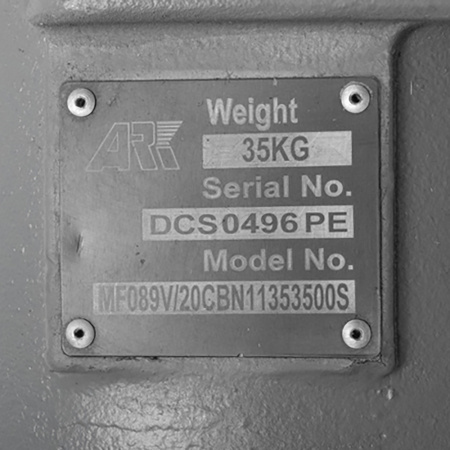 ARK
Weight
35KG
Serial No.
DCS0496PE
Model No.
MF089V/20CBN11353500S